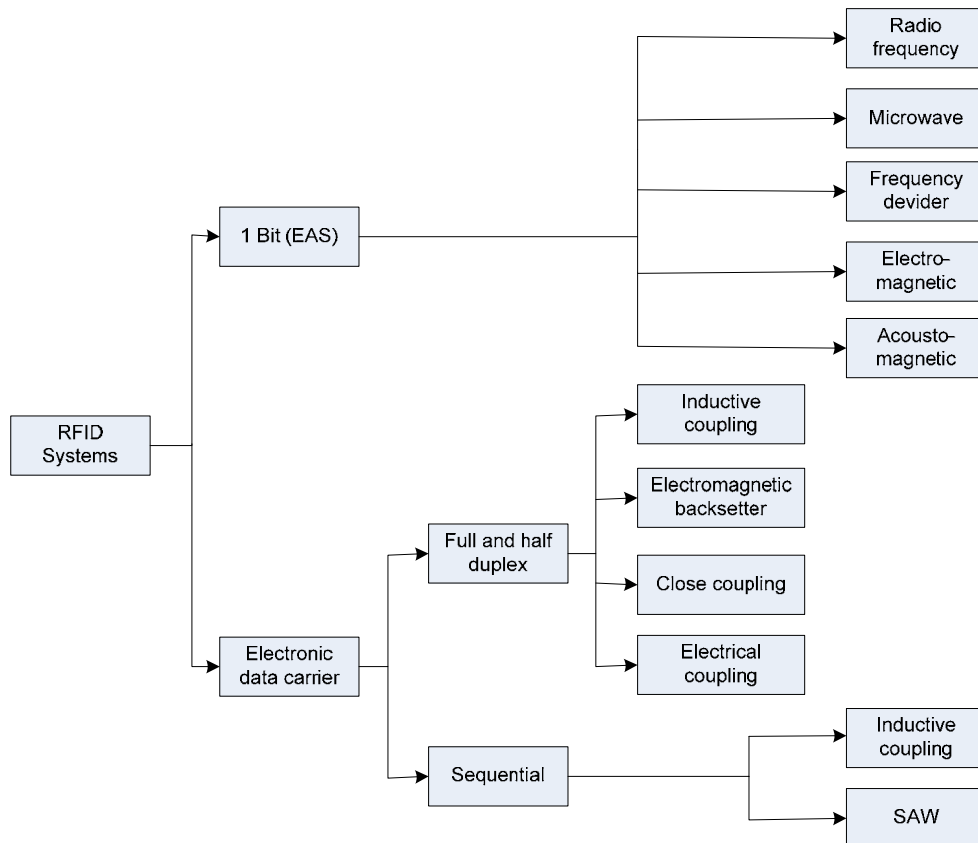 Radio
frequency
Microwave
Frequency
devider
1 Bit (EAS)
Electro-
magnetic
Acousto-
magnetic
Inductive
coupling
RFID
Systems
Electromagnetic
backsetter
Full and half
duplex
Close coupling
Electronic
data carrier
Electrical
coupling
Inductive
coupling
Sequential
SAW